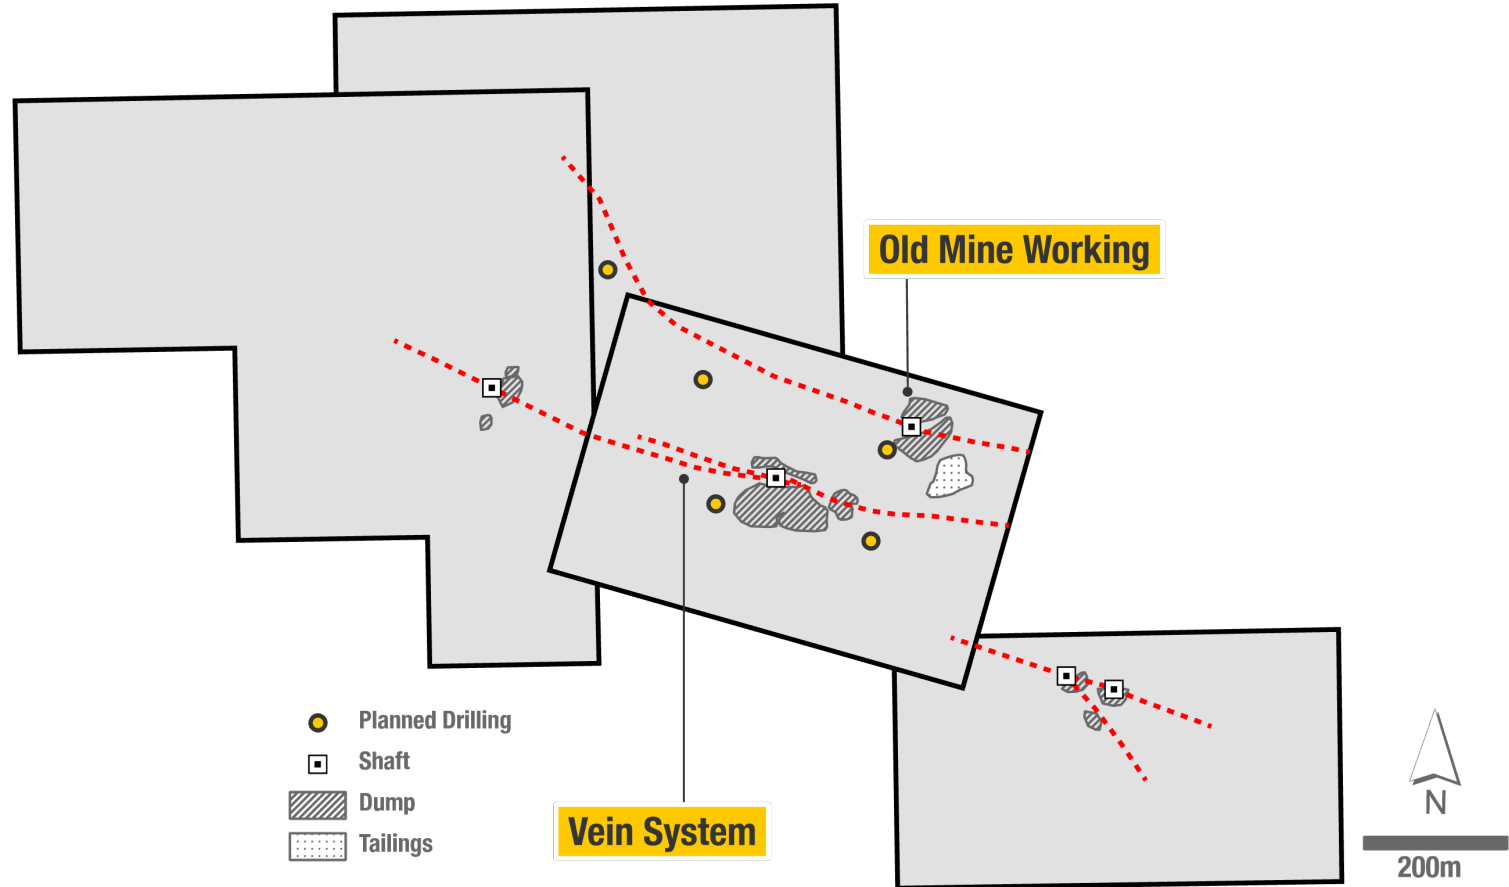 Old Mine Working
Planned Drilling
Shaft
Dump
Tailings
Vein System
N
200m